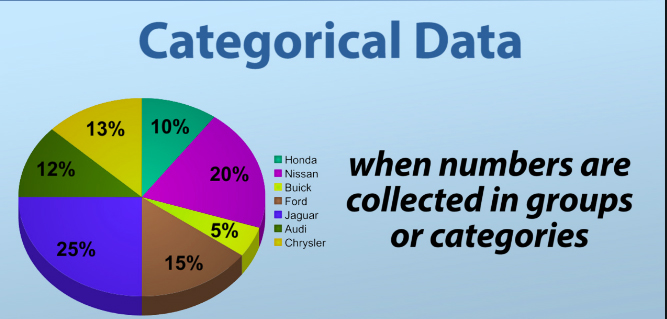 Categorical Data
13%
10%
12%
20%
5%
25%
15%
Honda
Nissan
Buick
Ford
Jaguar
Audi
Chrysler
when numbers are
collected in groups
or categories